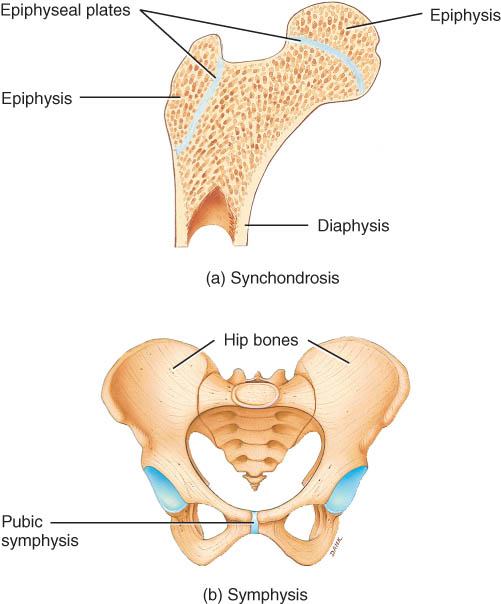 Epiphyseal plates
Epiphysis
Epiphysis
Diaphysis
(a) Synchondrosis
Hip bones
Pubic
symphysis
(b) Symphysis